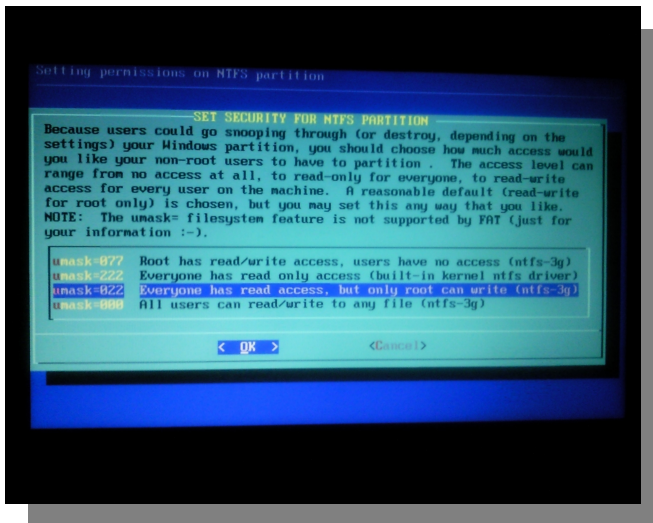 Setting permissions on NTFS partition
SET SECURITY FOR NTFS PARTITION
Because users could go snooping through (or destroy, depending on the
settings) your Windows partition, you should choose how much access would
you like your non-root users to have to partition .  The access level can
range from no access at all, to read-only for everyone, to read-write
access for every user on the machine.  A reasonable default (read-write
for root only) is chosen, but you may set this any way that you like.
NOTE:  The umask= filesystem feature is not supported by FAT (just for
your information :-).
umask=077  Root has read/write access, users have no access (ntfs-3g)
umask=222  Everyone has read only access (built-in kernel ntfs driver)
umask=022  Everyone has read access, but only root can write (ntfs-3g)
umask=000  All users can read/write to any file (ntfs-3g)
< OK > <Cancel>